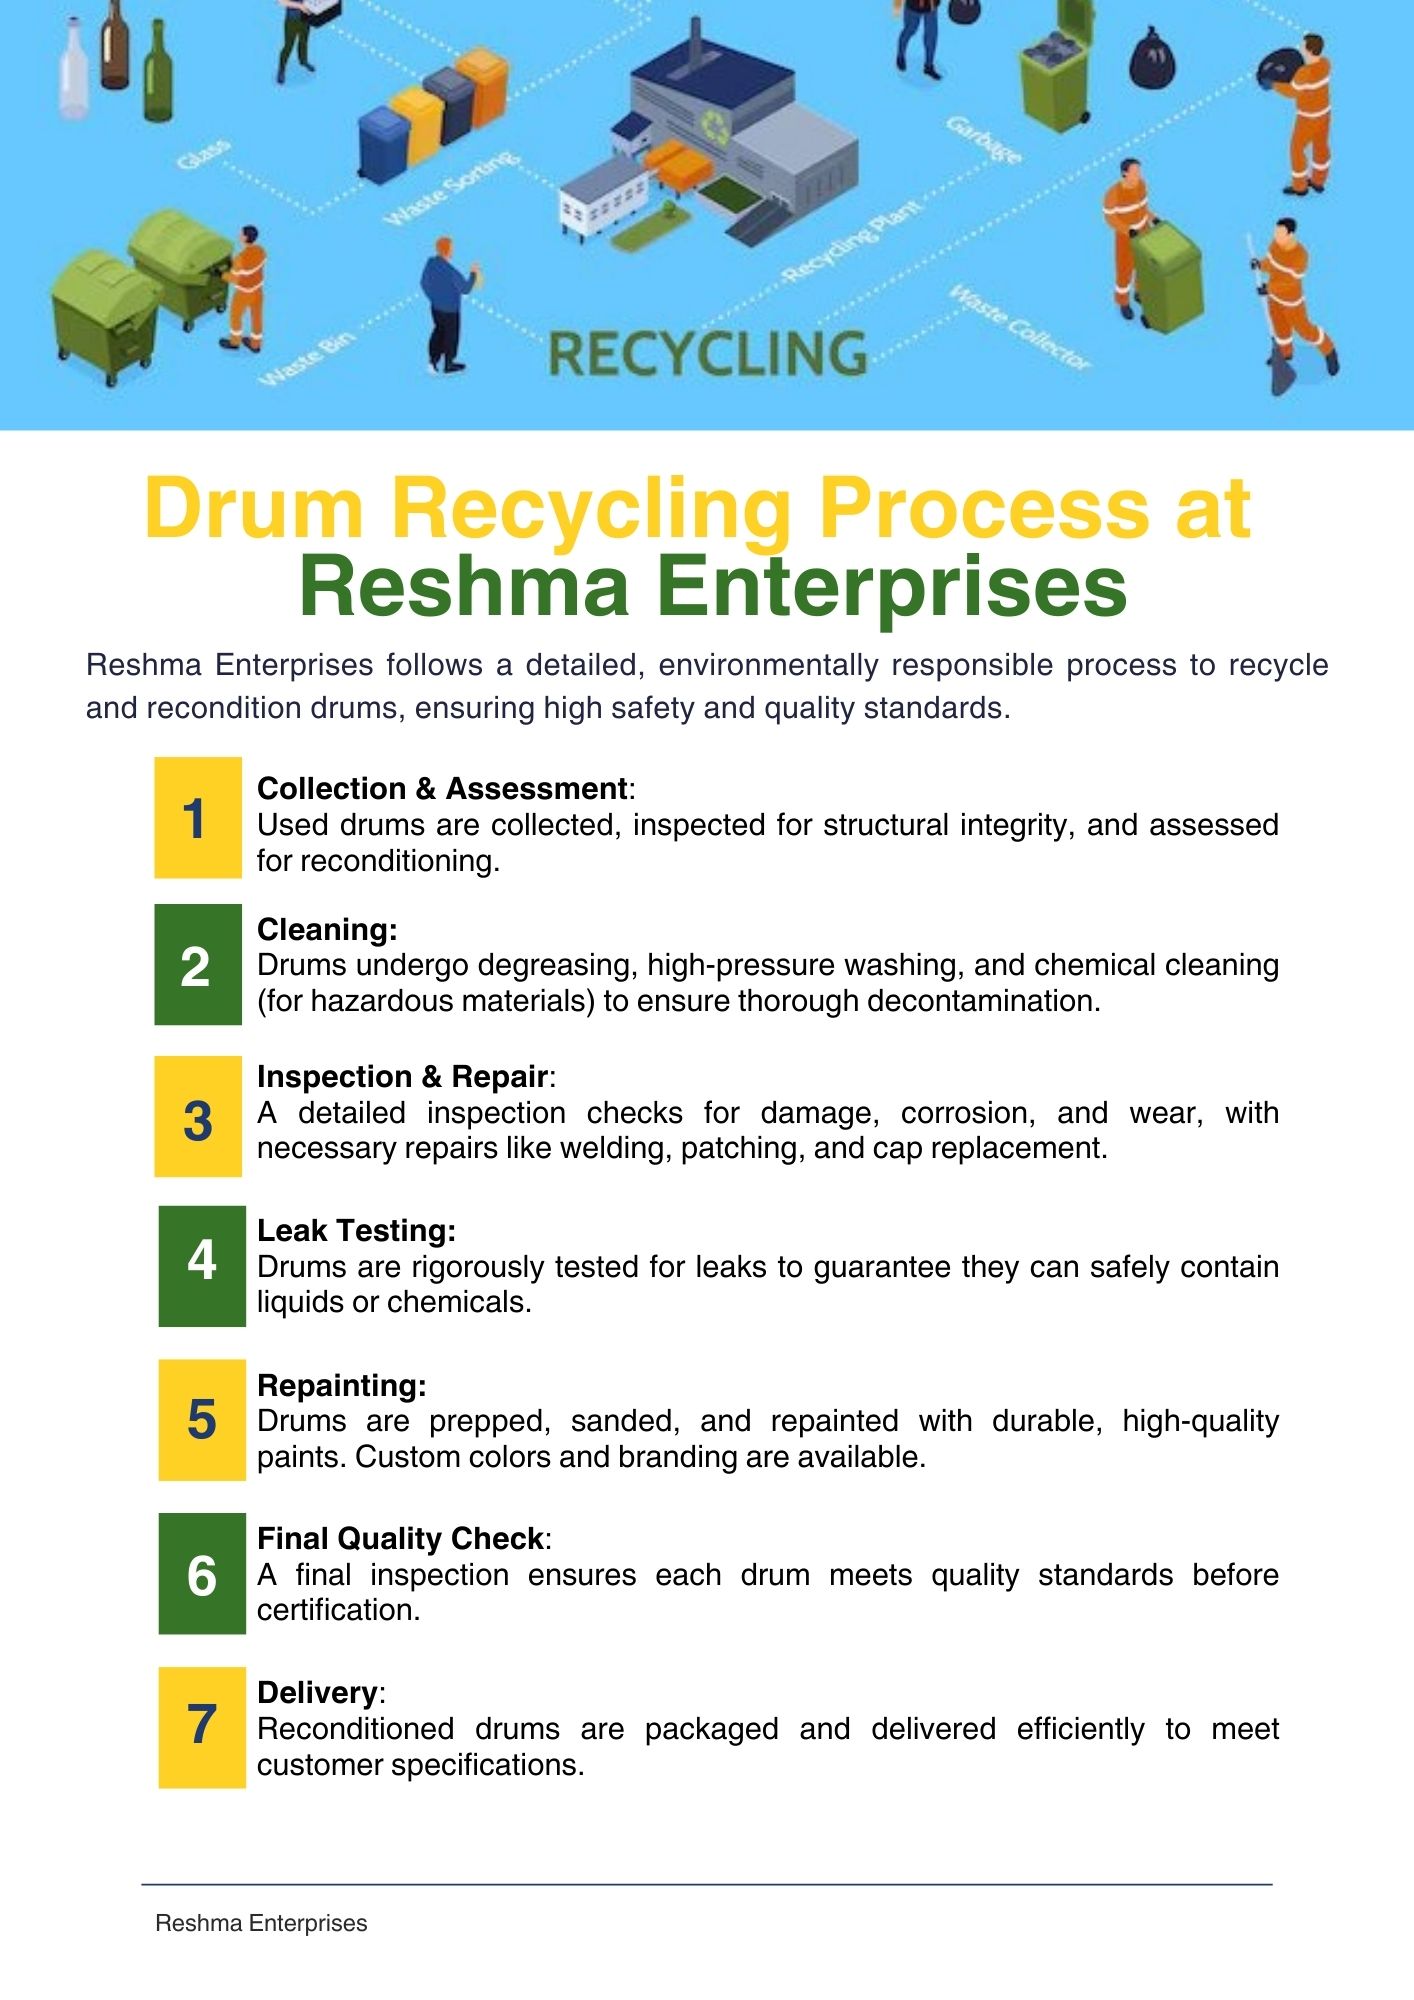 Glass
Waste Sorting
Garbage
Recycling Plant
Waste Bin
Waste Collector
RECYCLING
Drum Recycling Process at
Reshma Enterprises
Reshma Enterprises follows a detailed, environmentally responsible process to recycle
and recondition drums, ensuring high safety and quality standards.
1
Collection & Assessment:
Used drums are collected, inspected for structural integrity, and assessed
for reconditioning.
2
Cleaning:
Drums undergo degreasing, high-pressure washing, and chemical cleaning
(for hazardous materials) to ensure thorough decontamination.
3
Inspection & Repair:
A detailed inspection checks for damage, corrosion, and wear, with
necessary repairs like welding, patching, and cap replacement.
4
Leak Testing:
Drums are rigorously tested for leaks to guarantee they can safely contain
liquids or chemicals.
5
Repainting:
Drums are prepped, sanded, and repainted with durable, high-quality
paints. Custom colors and branding are available.
6
Final Quality Check:
A final inspection ensures each drum meets quality standards before
certification.
7
Delivery:
Reconditioned drums are packaged and delivered efficiently to meet
customer specifications.
Reshma Enterprises